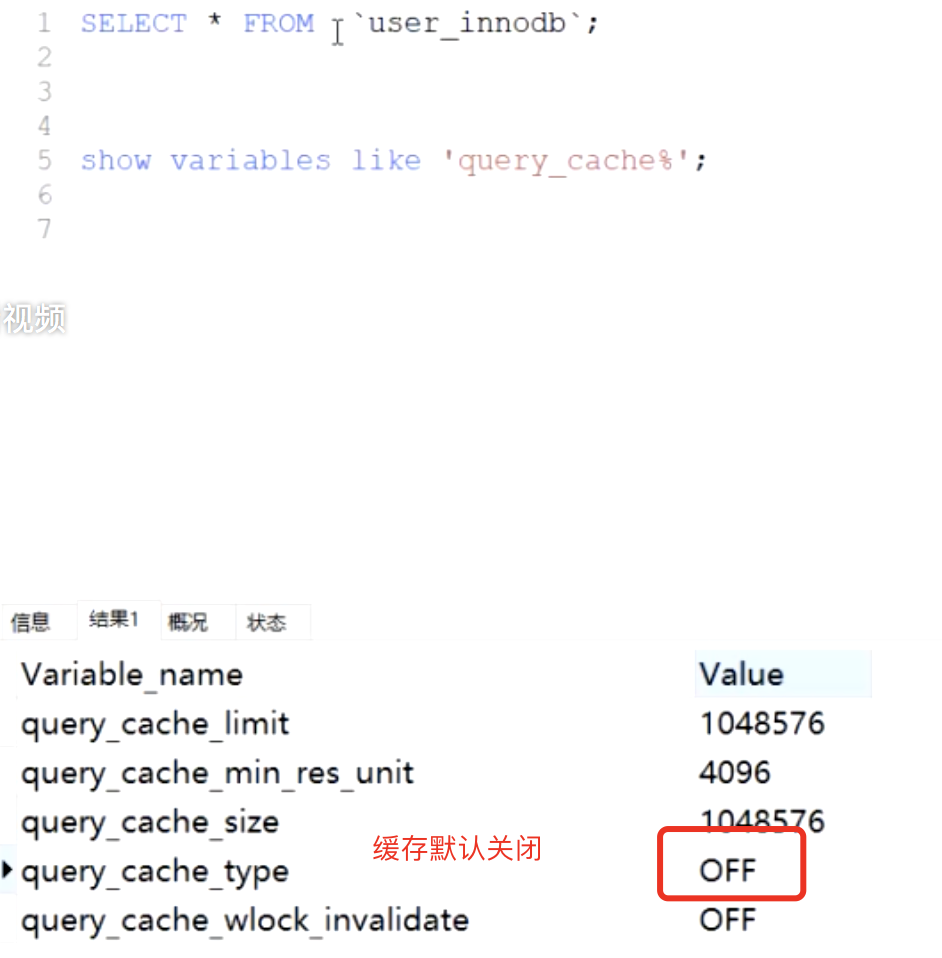 1 SELECT * FROM `user_innodb`;
2
3
4
5 show variables like 'query_cache%';
6
7
视频
信息 结果1 概况 状态
Variable_name Value
query_cache_limit 1048576
query_cache_min_res_unit 4096
query_cache_size 1048576
缓存默认关闭
query_cache_type OFF
query_cache_wlock_invalidate OFF